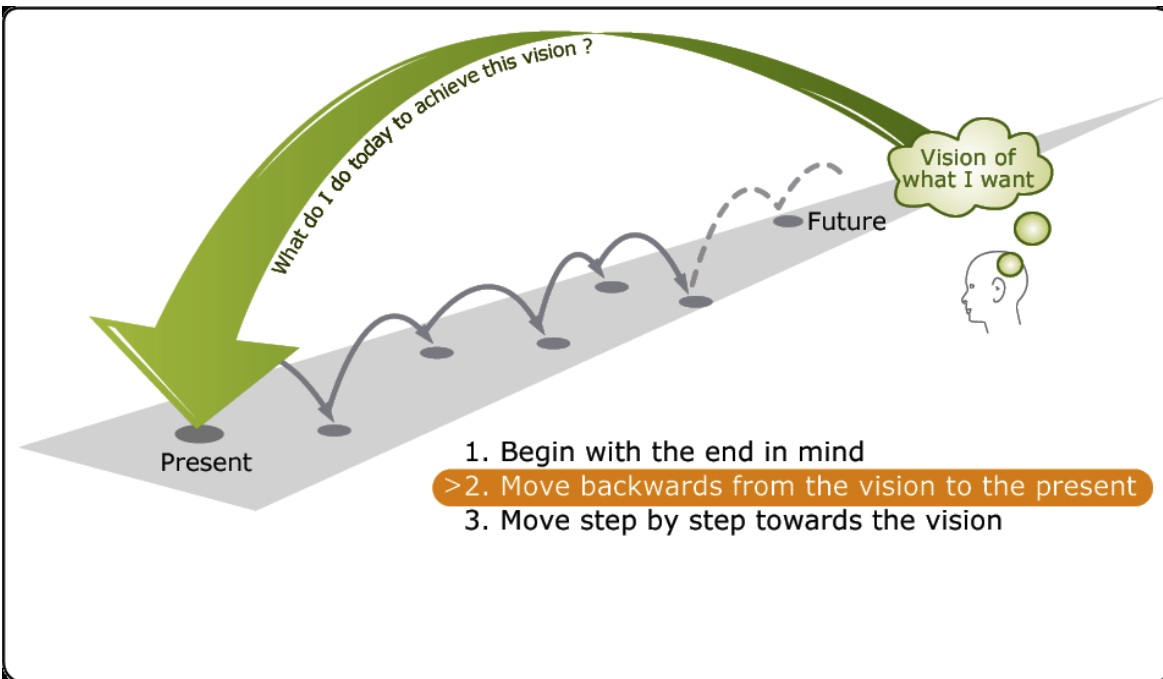 What do I do today to achieve this vision ?
Vision of
what I want
Future
Present
1. Begin with the end in mind
>2. Move backwards from the vision to the present
3. Move step by step towards the vision